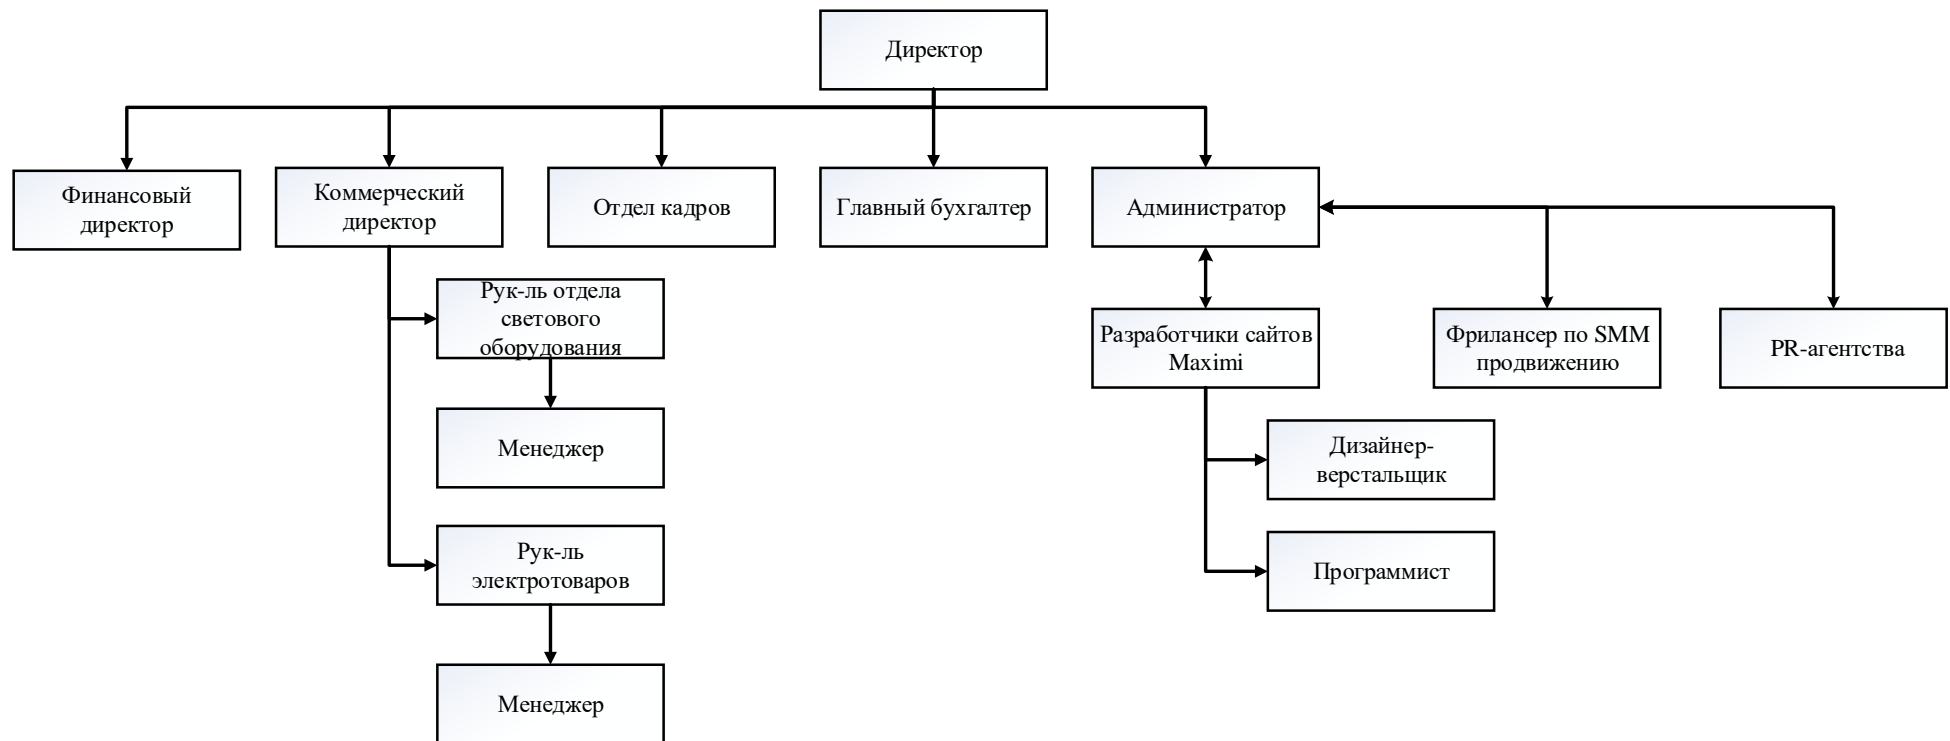 Директор
Финансовый
директор
Коммерческий
директор
Отдел кадров
Главный бухгалтер
Администратор
Рук-ль отдела
светового
оборудования
Разработчики сайтов
Maximi
Фрилансер по SMM
продвижению
PR-агентства
Менеджер
Дизайнер-
верстальщик
Рук-ль
электротоваров
Программист
Менеджер